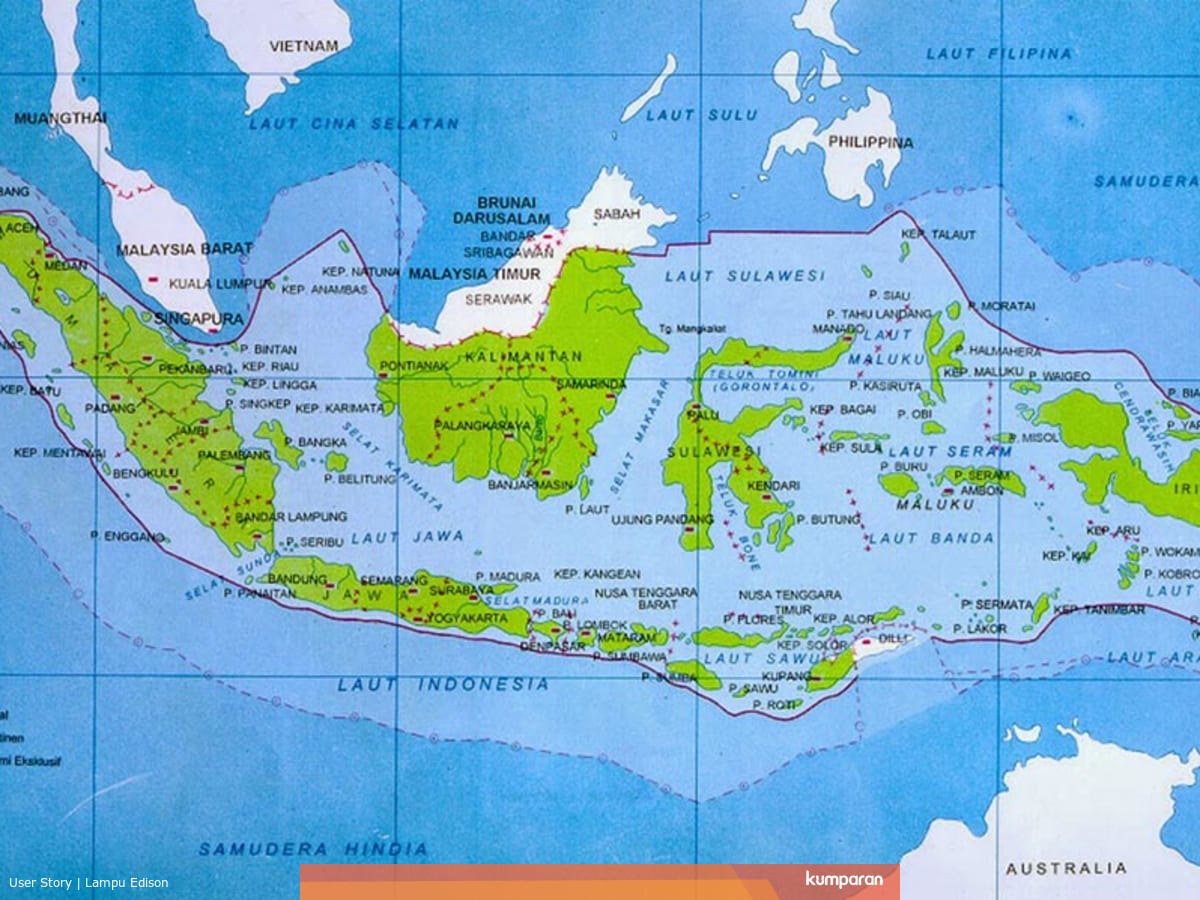 VIETNAM
LAUT FILIPINA
MUANGTHAI
LAUT CINA SELATAN
LAUT SULU
PHILIPPINA
SAMUDERA
BANG
BRUNAI
DARUSALAM
SABAH
ACEH
BANDAR
SRIBAGAWAN
KEP. TALAUT
MALAYSIA BARAT
MEDAN
KEP. NATUNA
MALAYSIA TIMUR
LAUT SULAWESI
KUALA LUMPUR
KEP. ANAMBAS
SERAWAK
P. SIAU
P. MORATAI
SINGAPURA
P. TAHU LANDANG
Tg. Mangkaliat
MANADO
LAUT
MALUKU
NIAS
P. BINTAN
KALIMANTAN
P. HALMAHERA
PEKANBARU
KEP. RIAU
PONTIANAK
TELUK TOMINI
(GORONTALO)
KEP. MALUKU
P. WAIGEO
KEP. BATU
KEP. LINGGA
SAMARINDA
P. KASIRUTA
PADANG
P. SINGKEP
KEP. KARIMATA
SELAT MAKASAR
PALU
KEP. BAGAI
P. OBI
TELUK
CENDRAWASIH
JAMBI
PALANGKARAYA
P. BANGKA
SELAT KARIMATA
SULAWESI
KEP. SULA
LAUT SERAM
P. MISOL
KEP. MENTAWAI
PALEMBANG
BENGKULU
P. BELITUNG
BANJARMASIN
KENDARI
P. BURU
P. SERAM
AMBON
MALUKU
TELUK BONE
P. LAUT
UJUNG PANDANG
P. BUTUNG
BANDAR LAMPUNG
P. ENGGANO
P. SERIBU
LAUT JAWA
LAUT BANDA
KEP. ARU
KEP. KAI
P. WOKAM
P. KOBRO
SELAT SUNDA
P. PANAITAN
BANDUNG
SEMARANG
P. MADURA
KEP. KANGEAN
JAWA
SURABAYA
SELAT MADURA
NUSA TENGGARA
BARAT
NUSA TENGGARA
TIMUR
LAUT
YOGYAKARTA
P. BALI
P. LOMBOK
P. FLORES
KEP. ALOR
P. SERMATA
KEP. TANIMBAR
DENPASAR
MATARAM
KEP. SOLOR
DILLI
P. LAKOR
P. SUMBAWA
LAUT SAWU
LAUT ARA
P. SUMBA
KUPANG
LAUT INDONESIA
P. SAWU
P. ROTI
al
tinen
mi Eksklusif
SAMUDERA HINDIA
AUSTRALIA
User Story | Lampu Edison
kumparan